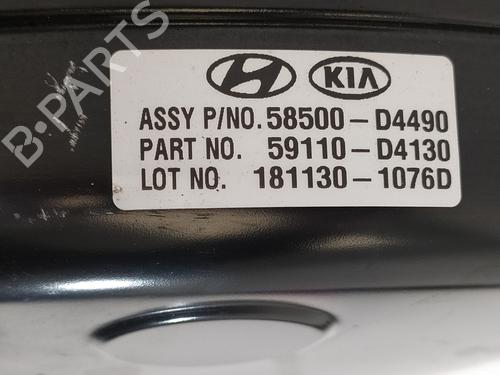 B-PARTS
KIA
ASSY P/NO. 58500-D4490
PART NO. 59110-D4130
LOT NO. 181130-1076D